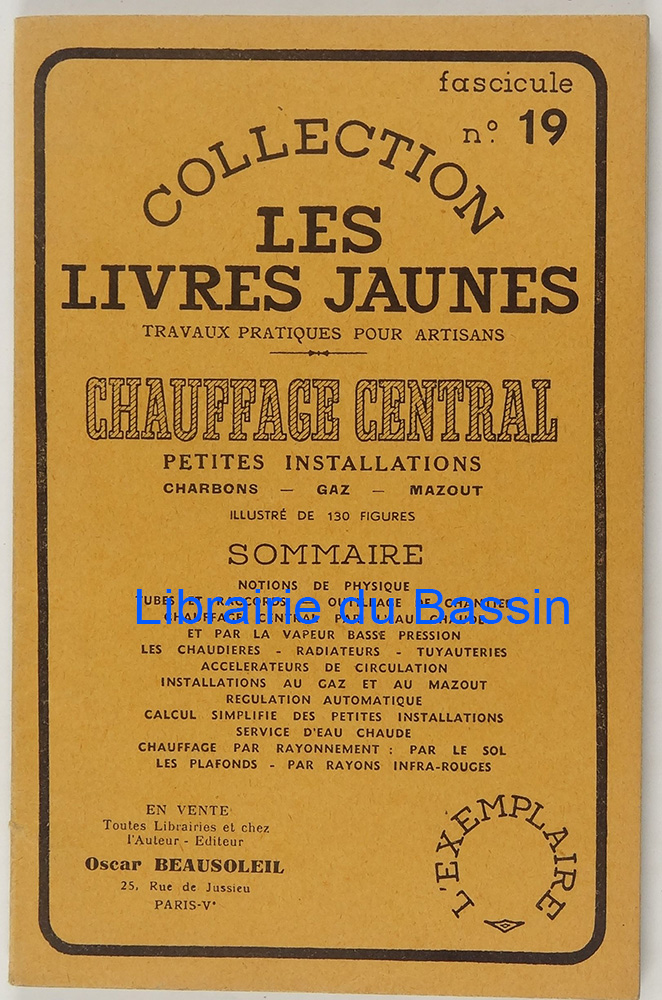 fascicule
n.º 19
COLLECTION
LES
LIVRES JAUNES
TRAVAUX PRATIQUES POUR ARTISANS
CHAUFFAGE CENTRAL
PETITES INSTALLATIONS
CHARBONS — GAZ — MAZOUT
ILLUSTRÉ DE 130 FIGURES
SOMMAIRE
NOTIONS DE PHYSIQUE
TUBES ET RACCORDS - OUTILLAGE DE CHANTIER
Librairie du Bassin
CHAUFFAGE CENTRAL PAR L'EAU CHAUDE
ET PAR LA VAPEUR BASSE PRESSION
LES CHAUDIERES - RADIATEURS - TUYAUTERIES
ACCELERATEURS DE CIRCULATION
INSTALLATIONS AU GAZ ET AU MAZOUT
REGULATION AUTOMATIQUE
CALCUL SIMPLIFIE DES PETITES INSTALLATIONS
SERVICE D'EAU CHAUDE
CHAUFFAGE PAR RAYONNEMENT : PAR LE SOL
LES PLAFONDS - PAR RAYONS INFRA-ROUGES
EN VENTE
Toutes Librairies et chez
l'Auteur - Editeur
Oscar BEAUSOLEIL
25, Rue de Jussieu
PARIS-Vᵉ
L'EXEMPLAIRE